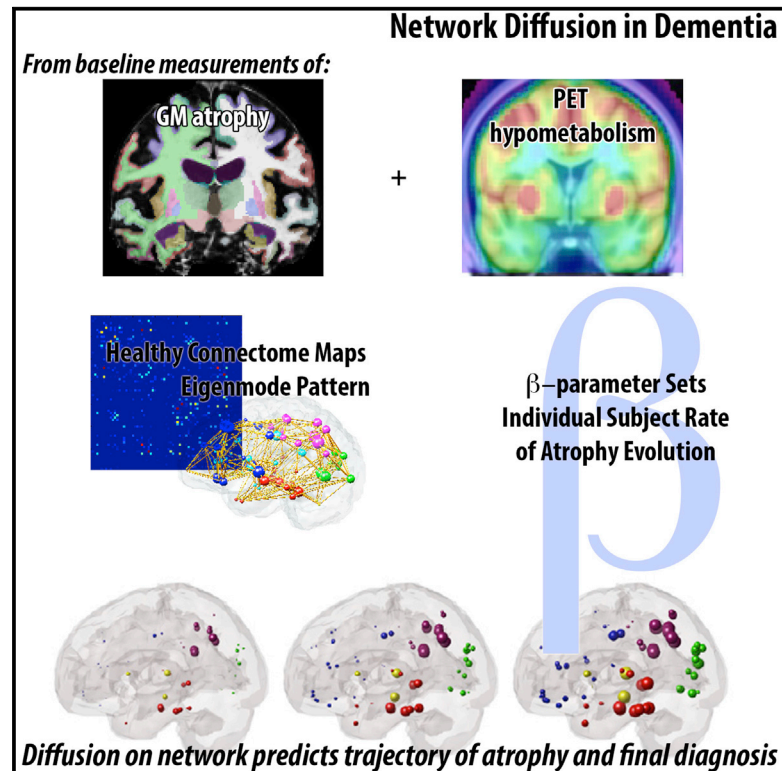 Network Diffusion in Dementia
From baseline measurements of:
GM atrophy
+
PET
hypometabolism
Healthy Connectome Maps
Eigenmode Pattern
β
β–parameter Sets
Individual Subject Rate
of Atrophy Evolution
Diffusion on network predicts trajectory of atrophy and final diagnosis